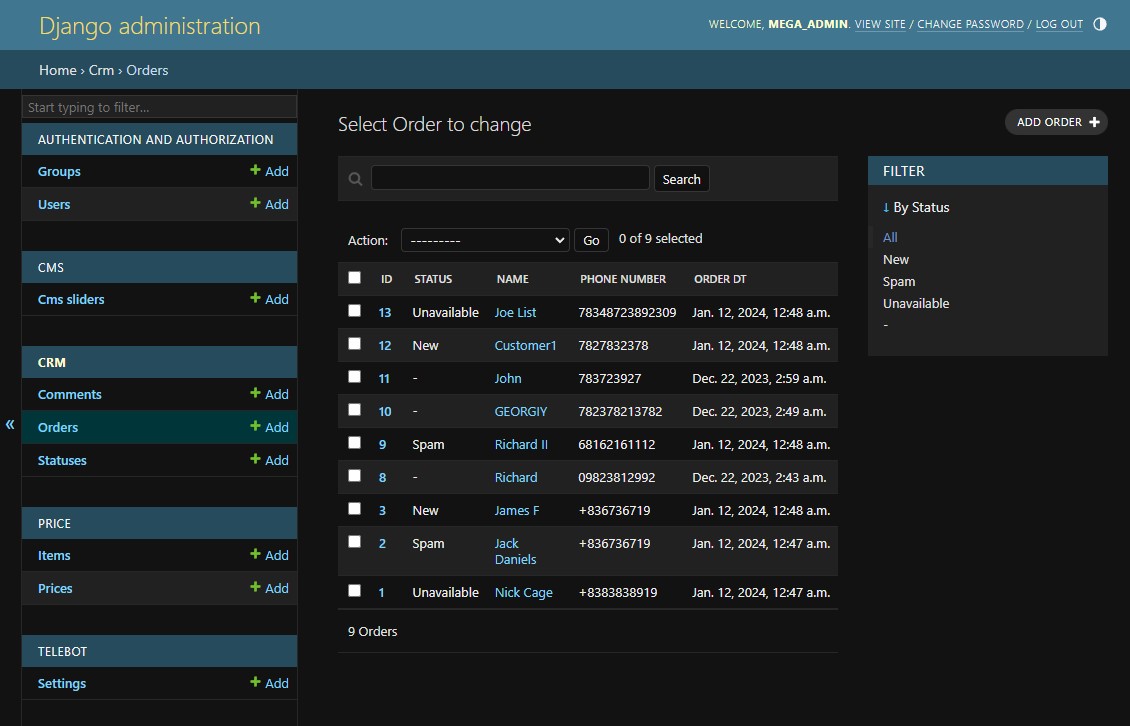 Django administration
WELCOME, MEGA_ADMIN. VIEW SITE / CHANGE PASSWORD / LOG OUT
Home › Crm › Orders
Start typing to filter...
AUTHENTICATION AND AUTHORIZATION
Groups + Add
Users + Add
CMS
Cms sliders + Add
CRM
Comments + Add
Orders + Add
Statuses + Add
PRICE
Items + Add
Prices + Add
TELEBOT
Settings + Add
«
Select Order to change
ADD ORDER +
Search
Action: --------- Go 0 of 9 selected
ID STATUS NAME PHONE NUMBER ORDER DT
13 Unavailable Joe List 78348723892309 Jan. 12, 2024, 12:48 a.m.
12 New Customer1 7827832378 Jan. 12, 2024, 12:48 a.m.
11 - John 783723927 Dec. 22, 2023, 2:59 a.m.
10 - GEORGIY 782378213782 Dec. 22, 2023, 2:49 a.m.
9 Spam Richard II 68162161112 Jan. 12, 2024, 12:48 a.m.
8 - Richard 09823812992 Dec. 22, 2023, 2:43 a.m.
3 New James F +836736719 Jan. 12, 2024, 12:48 a.m.
2 Spam Jack Daniels +836736719 Jan. 12, 2024, 12:47 a.m.
1 Unavailable Nick Cage +8383838919 Jan. 12, 2024, 12:47 a.m.
9 Orders
FILTER
↓ By Status
All
New
Spam
Unavailable
-